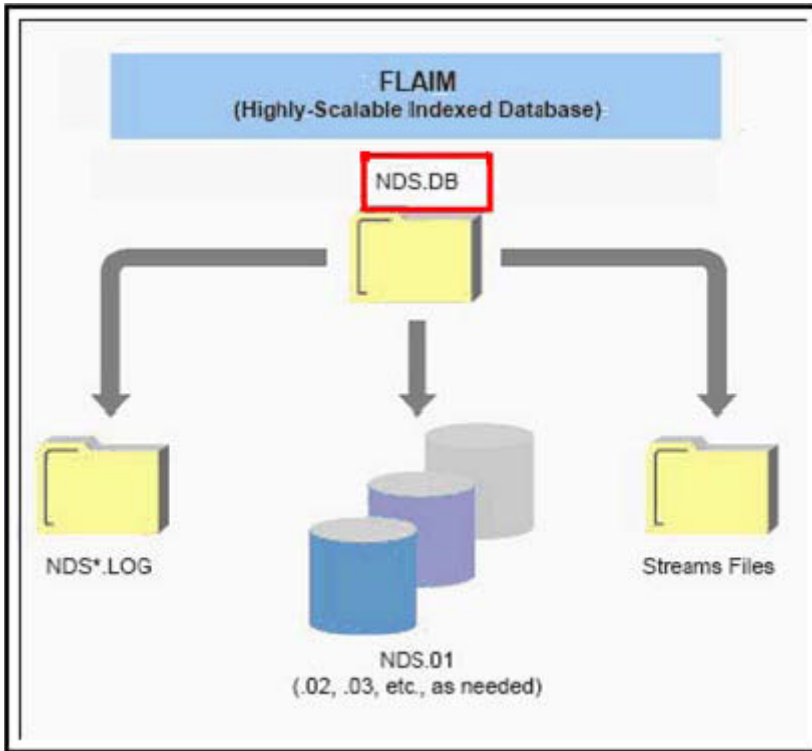 FLAIM
(Highly-Scalable Indexed Database)
NDS.DB
NDS*.LOG
Streams Files
NDS.01
(.02, .03, etc., as needed)